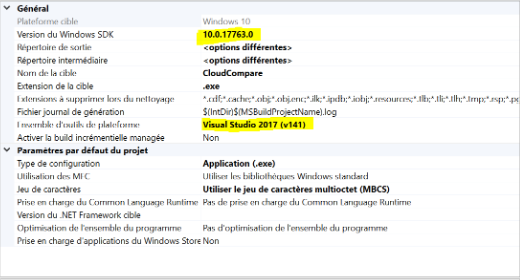 Général
Plateforme cible Windows 10
Version du Windows SDK 10.0.17763.0
Répertoire de sortie <options différentes>
Répertoire intermédiaire <options différentes>
Nom de la cible CloudCompare
Extension de la cible .exe
Extensions à supprimer lors du nettoyage *.cdf;*.cache;*.obj;*.obj.enc;*.ilk;*.ipdb;*.iobj;*.resources;*.tlb;*.tli;*.tlh;*.tmp;*.rsp;*.pg
Fichier journal de génération $(IntDir)$(MSBuildProjectName).log
Ensemble d'outils de plateforme Visual Studio 2017 (v141)
Activer la build incrémentielle managée Non
Paramètres par défaut du projet
Type de configuration Application (.exe)
Utilisation des MFC Utiliser les bibliothèques Windows standard
Jeu de caractères Utiliser le jeu de caractères multioctet (MBCS)
Prise en charge du Common Language Runtime Pas de prise en charge du Common Language Runtime
Version du .NET Framework cible
Optimisation de l'ensemble du programme Pas d'optimisation de l'ensemble du programme
Prise en charge d'applications du Windows Store Non